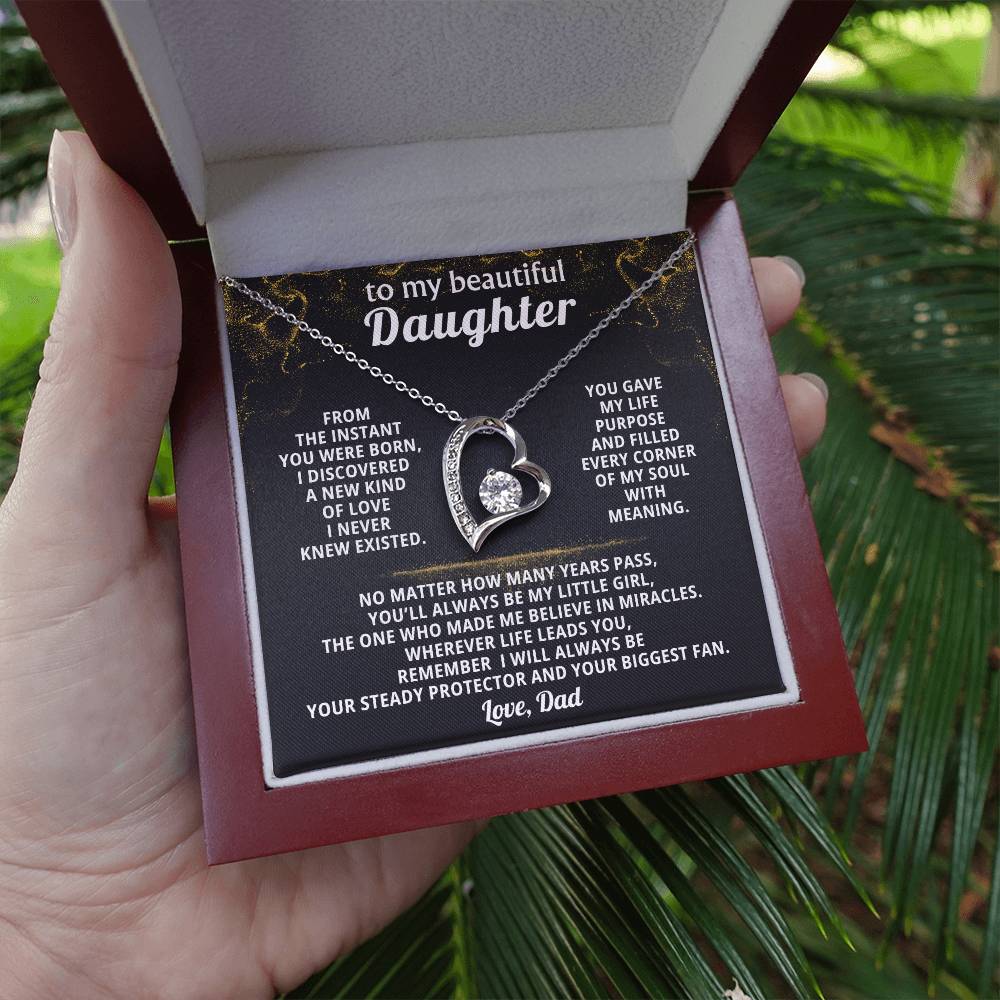 to my beautiful
Daughter
FROM
THE INSTANT
YOU WERE BORN,
I DISCOVERED
A NEW KIND
OF LOVE
I NEVER
KNEW EXISTED.
YOU GAVE
MY LIFE
PURPOSE
AND FILLED
EVERY CORNER
OF MY SOUL
WITH
MEANING.
NO MATTER HOW MANY YEARS PASS,
YOU'LL ALWAYS BE MY LITTLE GIRL,
THE ONE WHO MADE ME BELIEVE IN MIRACLES.
WHEREVER LIFE LEADS YOU,
REMEMBER I WILL ALWAYS BE
YOUR STEADY PROTECTOR AND YOUR BIGGEST FAN.
Love, Dad